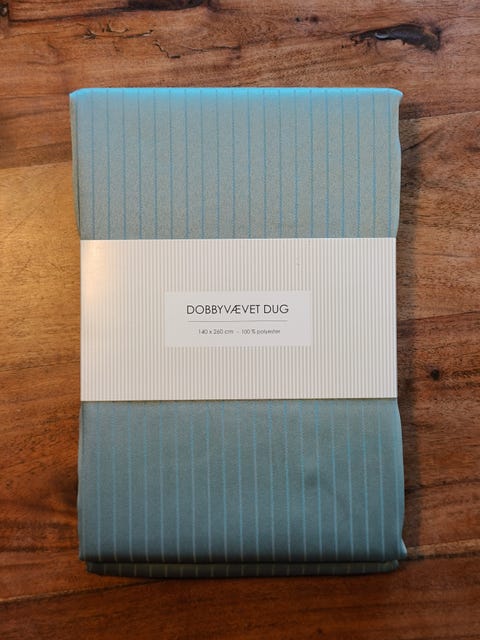 DOBBYVÆVET DUG
140 x 260 cm - 100 % polyester